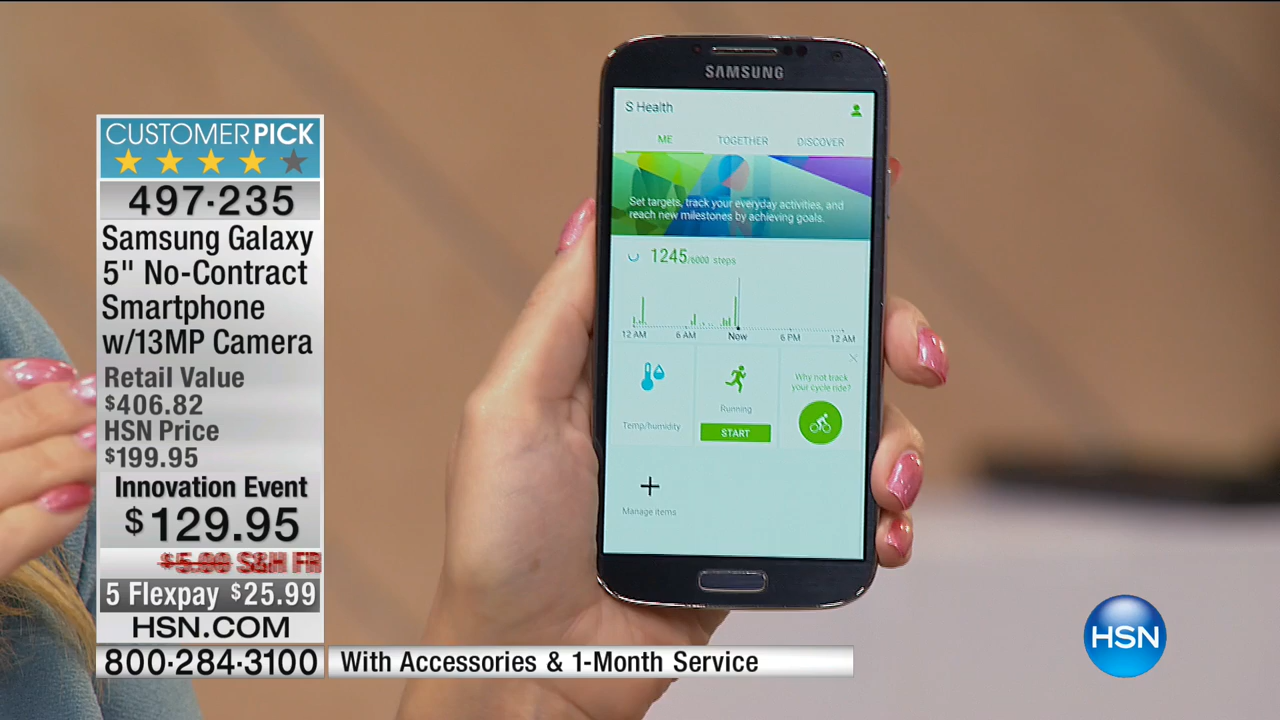 CUSTOMER PICK
497-235
Samsung Galaxy
5" No-Contract
Smartphone
w/13MP Camera
Retail Value
$406.82
HSN Price
$199.95
Innovation Event
$129.95
$5.00 S&H FR
5 Flexpay $25.99
HSN.COM
800-284-3100
With Accessories & 1-Month Service
SAMSUNG
S Health
ME TOGETHER DISCOVER
Set targets, track your everyday activities, and
reach new milestones by achieving goals.
1245/6000 steps
12 AM 6 AM Now 6 PM 12 AM
Temp/humidity
Running
START
Why not track
your cycle ride?
Manage items
HSN